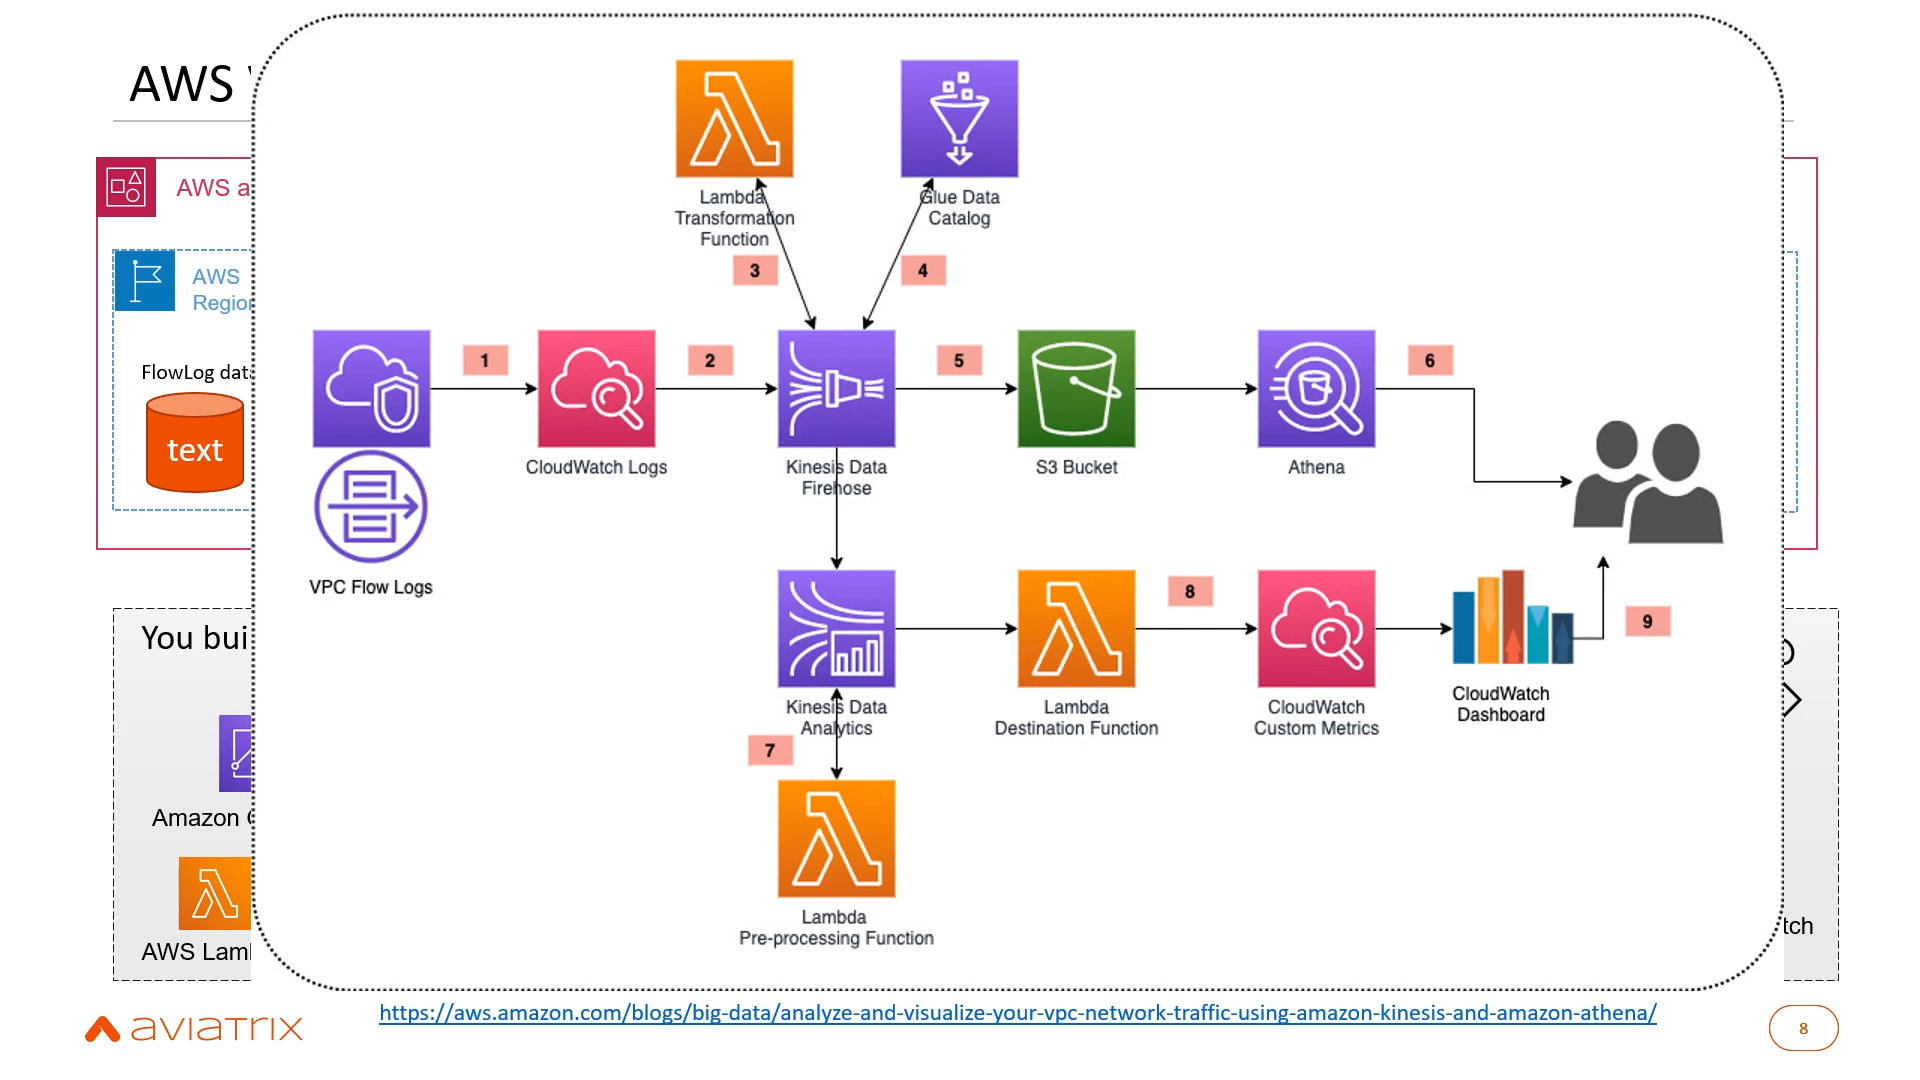 AWS
AWS a
AWS
Region
FlowLog data
text
Lambda
Transformation
Function
Glue Data
Catalog
3
4
1
2
5
6
CloudWatch Logs
Kinesis Data
Firehose
S3 Bucket
Athena
VPC Flow Logs
8
9
Kinesis Data
Analytics
Lambda
Destination Function
CloudWatch
Custom Metrics
CloudWatch
Dashboard
7
Lambda
Pre-processing Function
You bui
Amazon
AWS Lam
tch
AVIATRIX
https://aws.amazon.com/blogs/big-data/analyze-and-visualize-your-vpc-network-traffic-using-amazon-kinesis-and-amazon-athena/
8